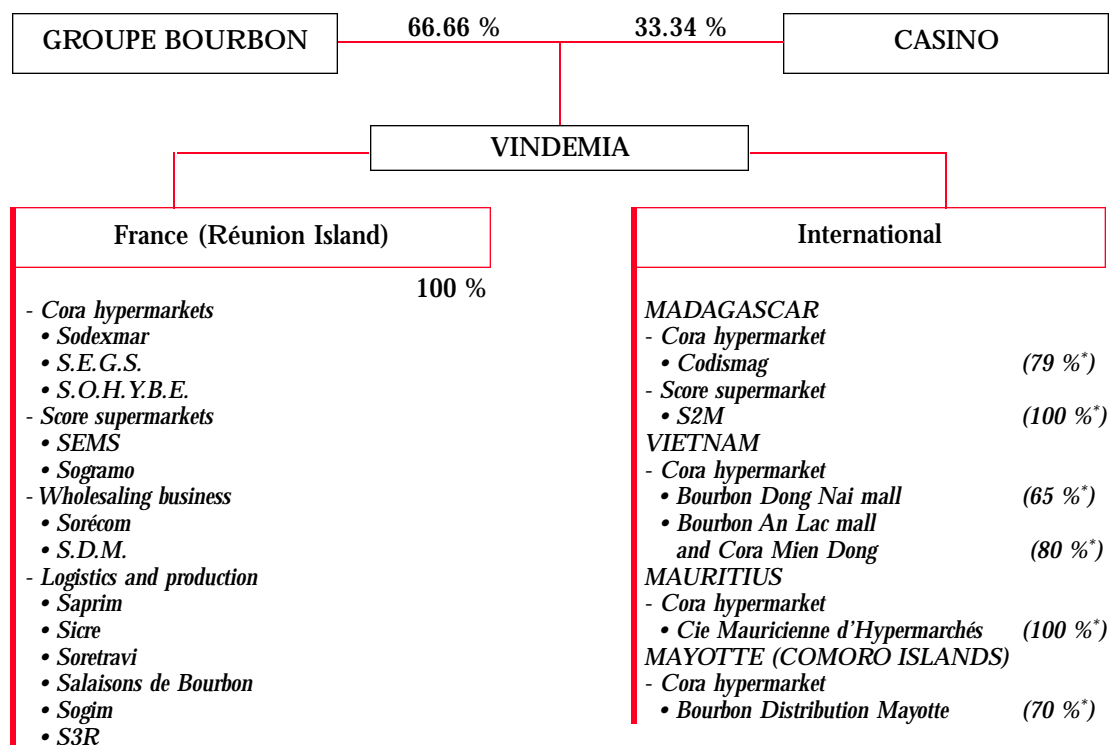 GROUPE BOURBON 66.66 % 33.34 % CASINO
VINDEMIA
France (Réunion Island)
100 %
- Cora hypermarkets
• Sodexmar
• S.E.G.S.
• S.O.H.Y.B.E.
- Score supermarkets
• SEMS
• Sogramo
- Wholesaling business
• Sorécom
• S.D.M.
- Logistics and production
• Saprim
• Sicre
• Soretravi
• Salaisons de Bourbon
• Sogim
• S3R
International
MADAGASCAR
- Cora hypermarket
• Codismag (79 %*)
- Score supermarket
• S2M (100 %*)
VIETNAM
- Cora hypermarket
• Bourbon Dong Nai mall (65 %*)
• Bourbon An Lac mall
and Cora Mien Dong (80 %*)
MAURITIUS
- Cora hypermarket
• Cie Mauricienne d'Hypermarchés (100 %*)
MAYOTTE (COMORO ISLANDS)
- Cora hypermarket
• Bourbon Distribution Mayotte (70 %*)